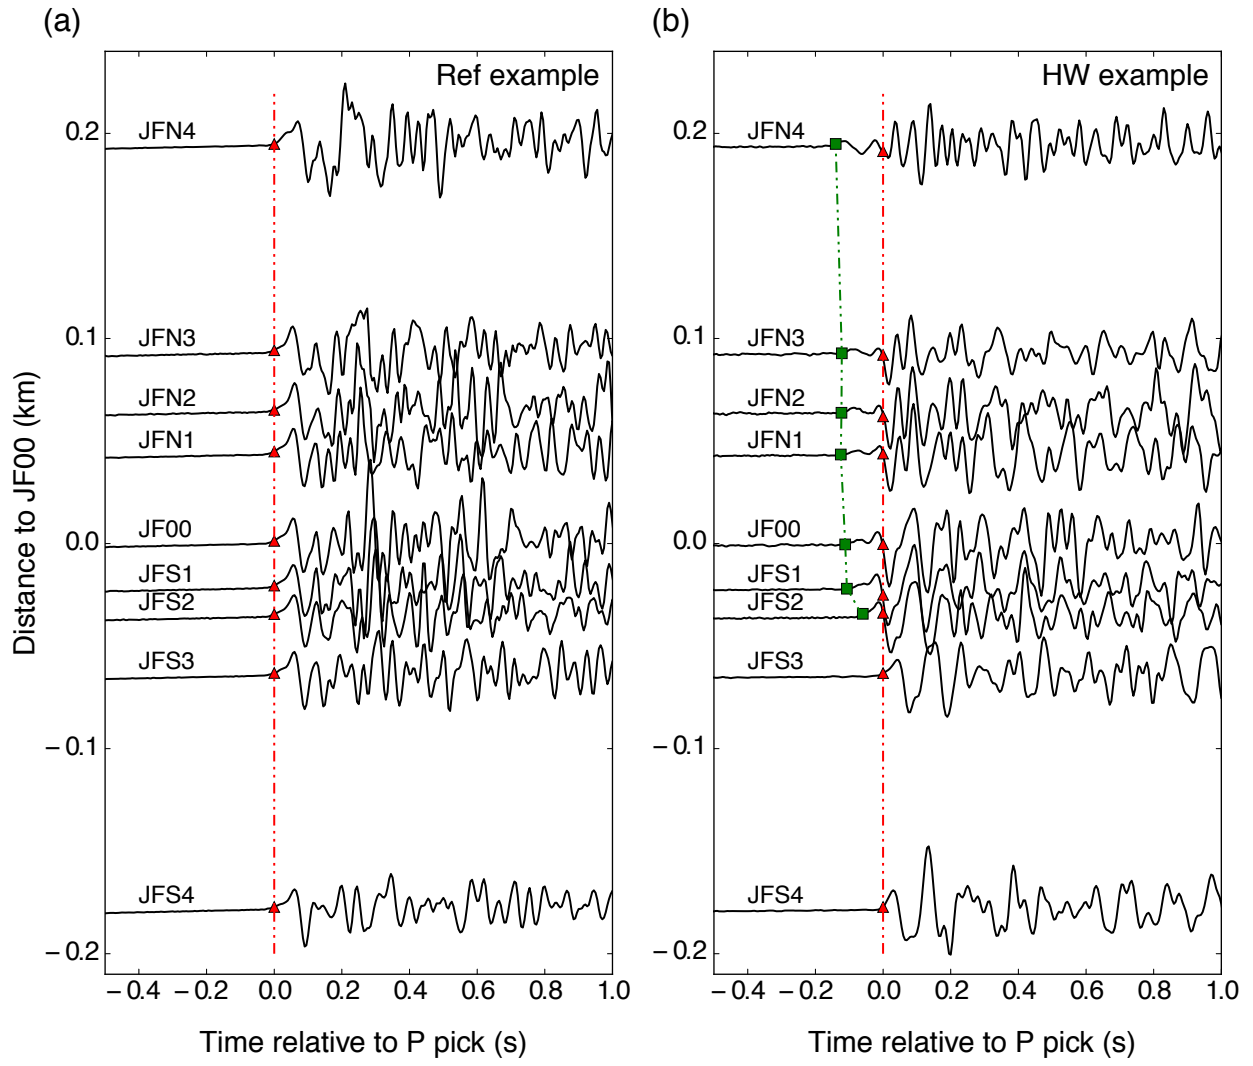 (a)
Ref example
JFN4
JFN3
JFN2
JFN1
JF00
JFS1
JFS2
JFS3
JFS4
0.2
0.1
0.0
−0.1
−0.2
Distance to JF00 (km)
−0.4 −0.2 0.0 0.2 0.4 0.6 0.8 1.0
Time relative to P pick (s)
(b)
HW example
JFN4
JFN3
JFN2
JFN1
JF00
JFS1
JFS2
JFS3
JFS4
0.2
0.1
0.0
−0.1
−0.2
−0.4 −0.2 0.0 0.2 0.4 0.6 0.8 1.0
Time relative to P pick (s)